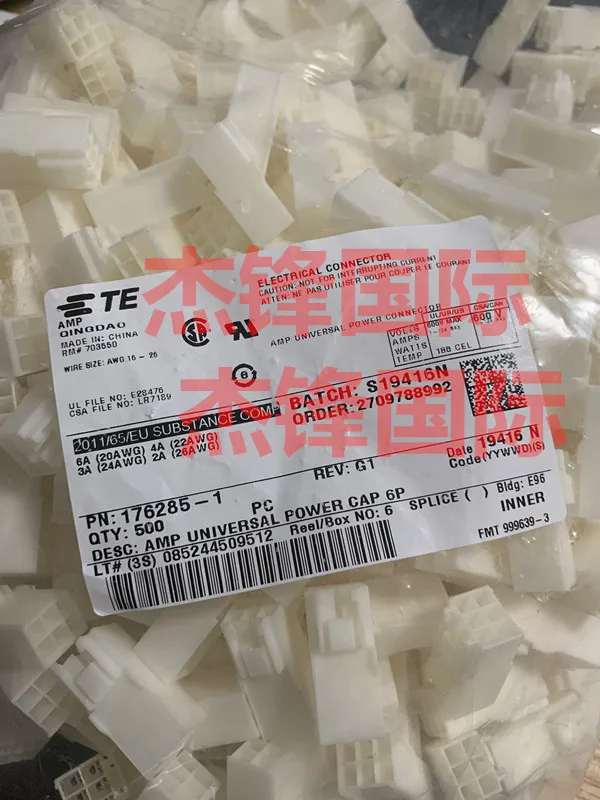 TE
AMP
QINGDAO
MADE IN: CHINA
RM# 703550
WIRE SIZE: AWG 16 - 26
UL FILE NO: E28476
CSA FILE NO: LR7189
ELECTRICAL CONNECTOR
CAUTION: NOT FOR INTERRUPTING CURRENT
ATTEN: NE PAS UTILISER POUR COUPER LE COURANT
AMP UNIVERSAL POWER CONNECTOR
VOLTS
AMPS
WATTS
TEMP
杰锋国际
杰锋国际
2011/65/EU SUBSTANCE COMP
BATCH: S19416N
ORDER: 2709788992
6A (20AWG) 4A (22AWG)
3A (24AWG) 2A (26AWG)
REV: G1
Date 19416 N
Code(YYWWD)(S)
PN: 176285-1 PC
QTY: 500
DESC: AMP UNIVERSAL POWER CAP 6P
LT# (3S) 085244509512 Reel/Box NO: 6 SPLICE ( ) Bldg: E96
INNER
FMT 999639-3